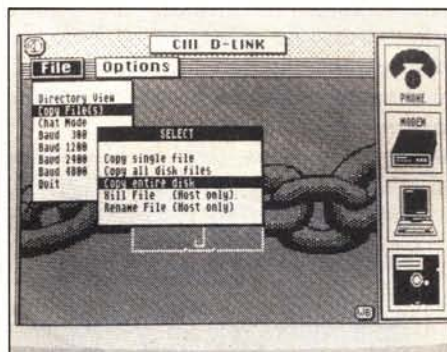 CIII D-LINK
File Options
Directory View
Copy File(s)
Chat Mode
Baud 300
Baud 1200
Baud 2400
Baud 4800
Quit
SELECT
Copy single file
Copy all disk files
Copy entire disk
Kill File (Host only)
Rename File (Host only)
PHONE
MODEM
MB